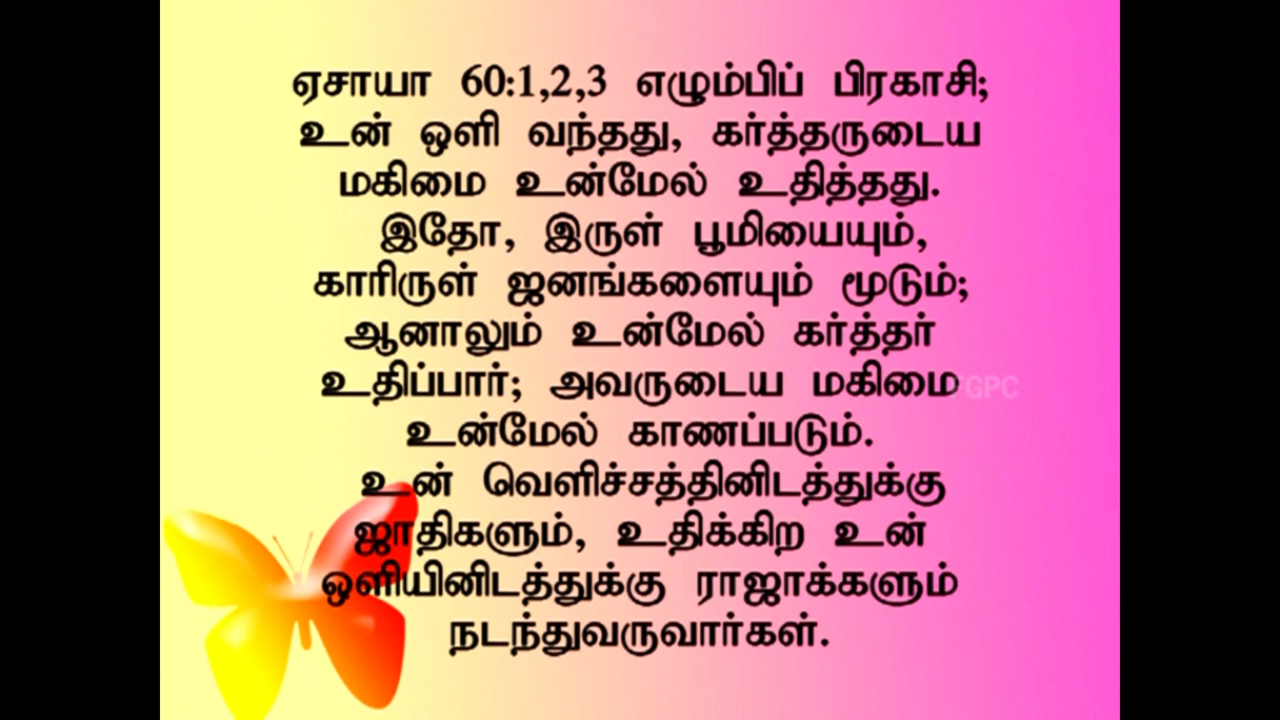 ஏசாயா 60:1,2,3 எழும்பிப் பிரகாசி;
உன் ஒளி வந்தது, கர்த்தருடைய
மகிமை உன்மேல் உதித்தது.
இதோ, இருள் பூமியையும்,
காரிருள் ஜனங்களையும் மூடும்;
ஆனாலும் உன்மேல் கர்த்தர்
உதிப்பார்; அவருடைய மகிமை
உன்மேல் காணப்படும்.
உன் வெளிச்சத்தினிடத்துக்கு
ஜாதிகளும், உதிக்கிற உன்
ஒளியினிடத்துக்கு ராஜாக்களும்
நடந்துவருவார்கள்.